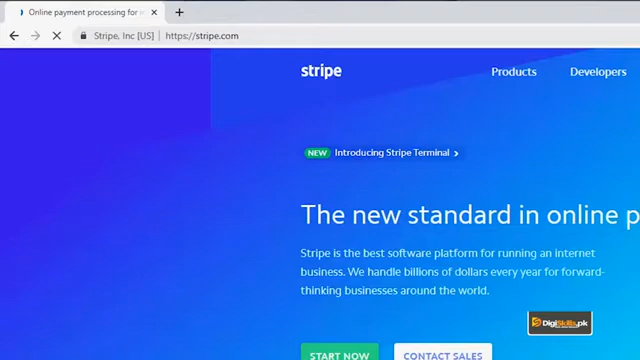 Online payment processing for in
Stripe, Inc [US] | https://stripe.com
stripe
Products Developers
NEW Introducing Stripe Terminal
The new standard in online p
Stripe is the best software platform for running an internet
business. We handle billions of dollars every year for forward-
thinking businesses around the world.
DigiSkills.pk
START NOW CONTACT SALES